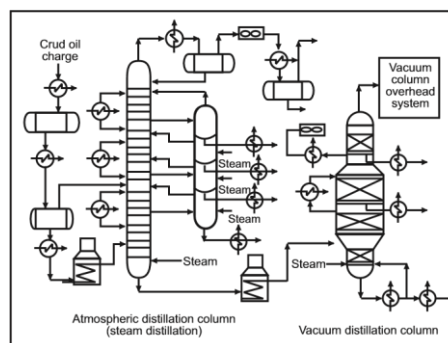 Crud oil
charge
Vacuum
column
overhead
system
Steam
Steam
Steam
Steam
Steam
Atmospheric distillation column
(steam distillation)
Vacuum distillation column